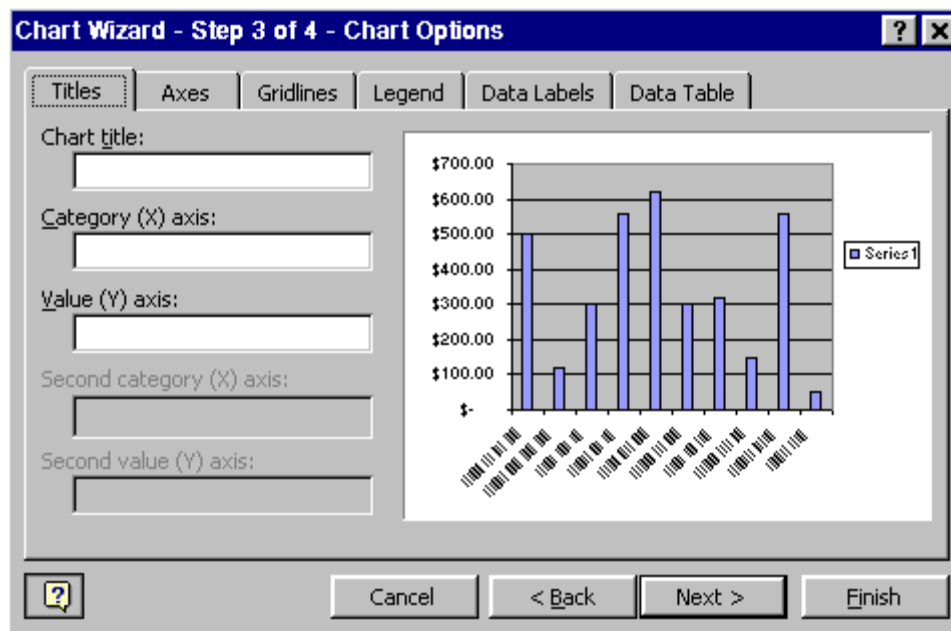 Chart Wizard - Step 3 of 4 - Chart Options
Titles Axes Gridlines Legend Data Labels Data Table
Chart title:
Category (X) axis:
Value (Y) axis:
Second category (X) axis:
Second value (Y) axis:
$700.00
$600.00
$500.00
$400.00
$300.00
$200.00
$100.00
$-
Series1
Cancel
< Back
Next >
Finish